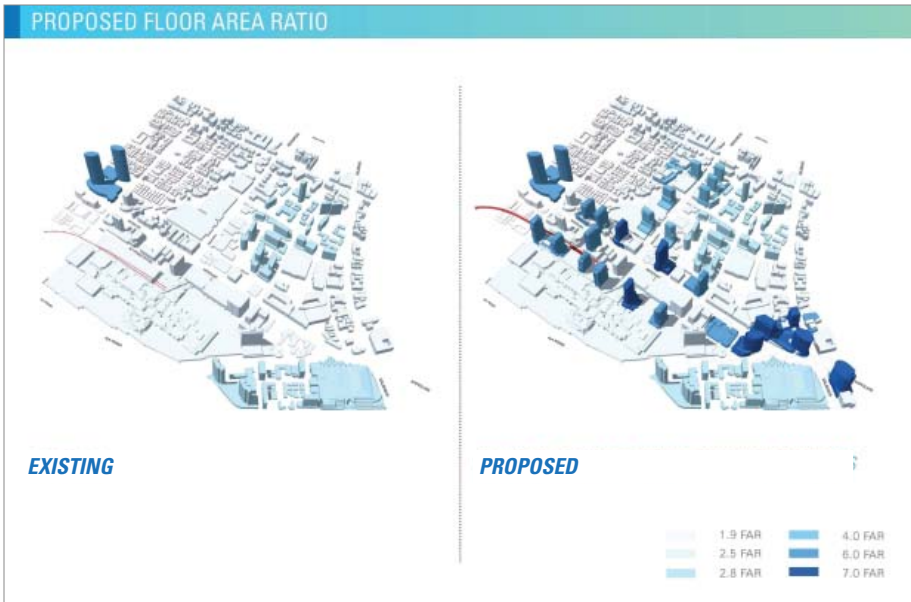 PROPOSED FLOOR AREA RATIO
EXISTING
PROPOSED
1.9 FAR
2.5 FAR
2.8 FAR
4.0 FAR
6.0 FAR
7.0 FAR